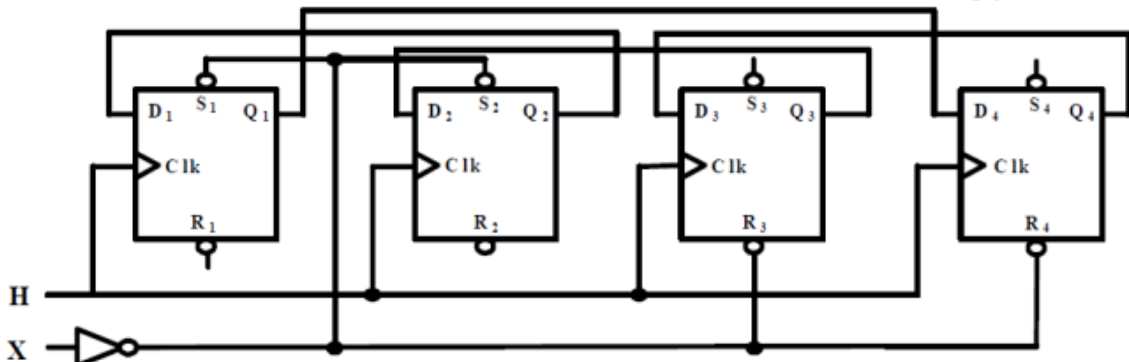 S1 S2 S3 S4
D1 Q1 D2 Q2 D3 Q3 D4 Q4
Clk Clk Clk Clk
R1 R2 R3 R4
H
X